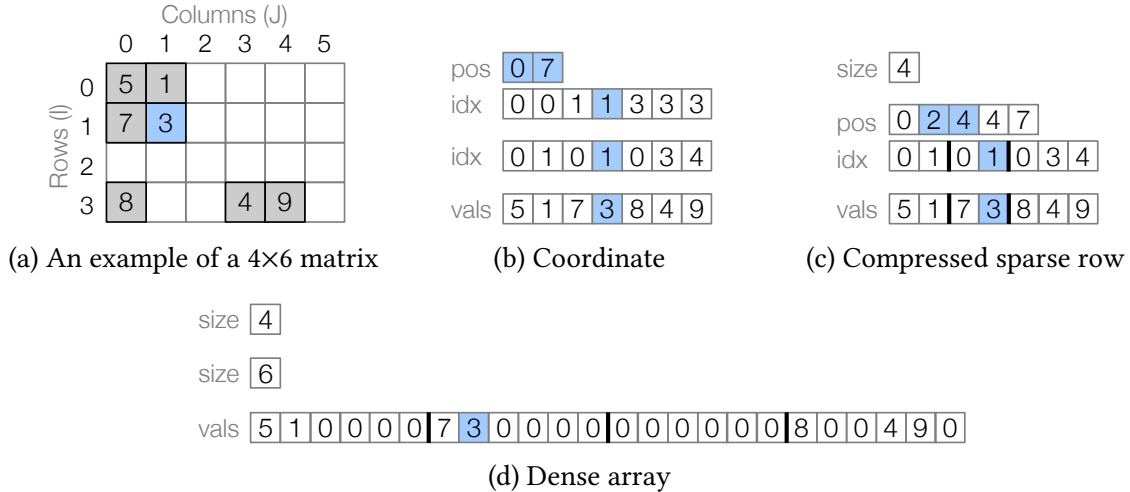 Columns (J)
0 1 2 3 4 5
Rows (I)
0 5 1
1 7 3
2
3 8 4 9
(a) An example of a 4×6 matrix
pos 0 7
idx 0 0 1 1 3 3 3
idx 0 1 0 1 0 3 4
vals 5 1 7 3 8 4 9
(b) Coordinate
size 4
pos 0 2 4 4 7
idx 0 1 0 1 0 3 4
vals 5 1 7 3 8 4 9
(c) Compressed sparse row
size 4
size 6
vals 5 1 0 0 0 0 7 3 0 0 0 0 0 0 0 0 0 0 8 0 0 4 9 0
(d) Dense array